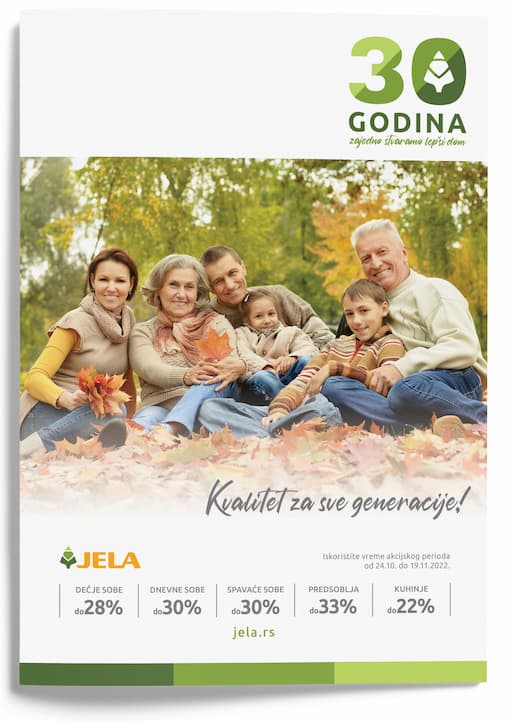 30
GODINA
zajedno stvaramo lepši dom
Kvalitet za sve generacije!
JELA
Iskoristite vreme akcijskog perioda
od 24.10. do 19.11.2022.
DEČJE SOBE
do28%
DNEVNE SOBE
do30%
SPAVAĆE SOBE
do30%
PREDSOBLJA
do33%
KUHINJE
do22%
jela.rs